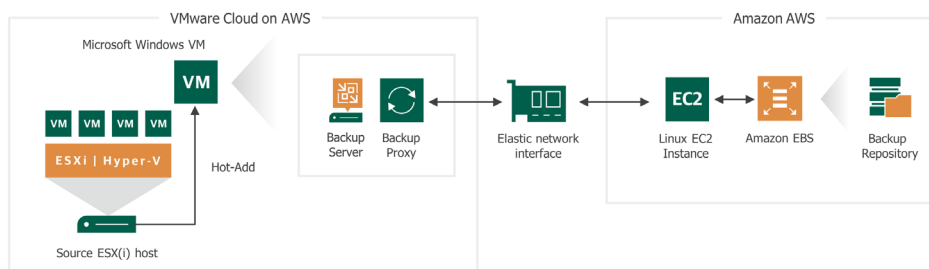 VMware Cloud on AWS
Microsoft Windows VM
VM
VM VM VM VM
ESXi | Hyper-V
Hot-Add
Source ESX(i) host
Backup
Server
Backup
Proxy
Elastic network
interface
Amazon AWS
EC2
Linux EC2
Instance
Amazon EBS
Backup
Repository